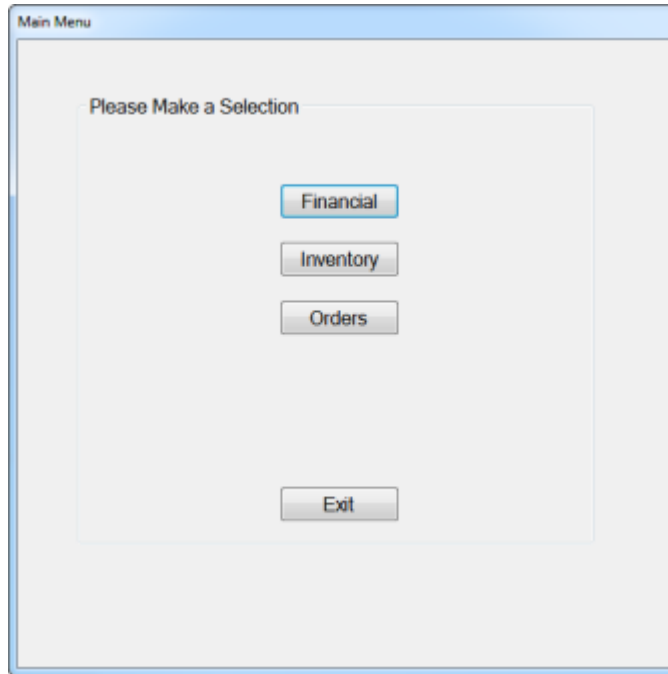 Main Menu
Please Make a Selection
Financial
Inventory
Orders
Exit